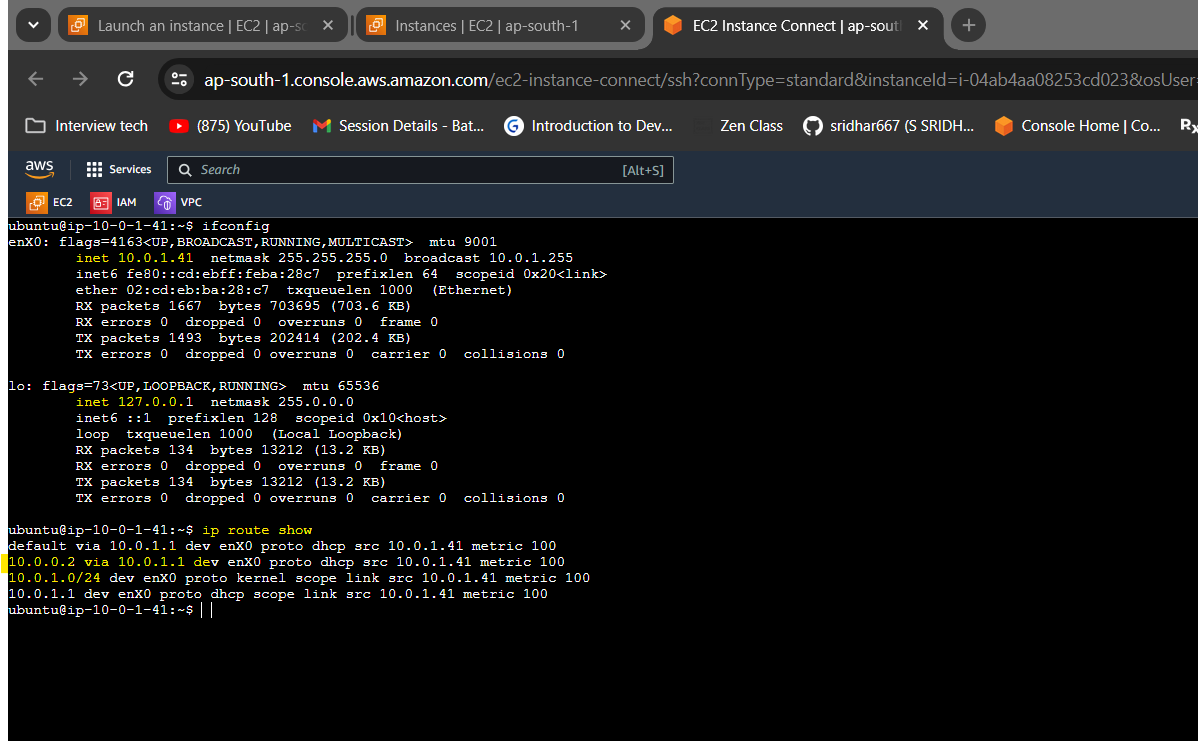 Launch an instance | EC2 | ap-so
Instances | EC2 | ap-south-1
EC2 Instance Connect | ap-sout
ap-south-1.console.aws.amazon.com/ec2-instance-connect/ssh?connType=standard&instanceId=i-04ab4aa08253cd023&osUser=
Interview tech
(875) YouTube
Session Details - Bat...
Introduction to Dev...
Zen Class
sridhar667 (S SRIDH...
Console Home | Co...
Rx
aws
Services
Search
[Alt+S]
EC2
IAM
VPC
ubuntu@ip-10-0-1-41:~$ ifconfig
enX0: flags=4163<UP,BROADCAST,RUNNING,MULTICAST>  mtu 9001
        inet 10.0.1.41  netmask 255.255.255.0  broadcast 10.0.1.255
        inet6 fe80::cd:ebff:feba:28c7  prefixlen 64  scopeid 0x20<link>
        ether 02:cd:eb:ba:28:c7  txqueuelen 1000  (Ethernet)
        RX packets 1667  bytes 703695 (703.6 KB)
        RX errors 0  dropped 0  overruns 0  frame 0
        TX packets 1493  bytes 202414 (202.4 KB)
        TX errors 0  dropped 0 overruns 0  carrier 0  collisions 0
lo: flags=73<UP,LOOPBACK,RUNNING>  mtu 65536
        inet 127.0.0.1  netmask 255.0.0.0
        inet6 ::1  prefixlen 128  scopeid 0x10<host>
        loop  txqueuelen 1000  (Local Loopback)
        RX packets 134  bytes 13212 (13.2 KB)
        RX errors 0  dropped 0  overruns 0  frame 0
        TX packets 134  bytes 13212 (13.2 KB)
        TX errors 0  dropped 0 overruns 0  carrier 0  collisions 0
ubuntu@ip-10-0-1-41:~$ ip route show
default via 10.0.1.1 dev enX0 proto dhcp src 10.0.1.41 metric 100
10.0.0.2 via 10.0.1.1 dev enX0 proto dhcp src 10.0.1.41 metric 100
10.0.1.0/24 dev enX0 proto kernel scope link src 10.0.1.41 metric 100
10.0.1.1 dev enX0 proto dhcp scope link src 10.0.1.41 metric 100
ubuntu@ip-10-0-1-41:~$